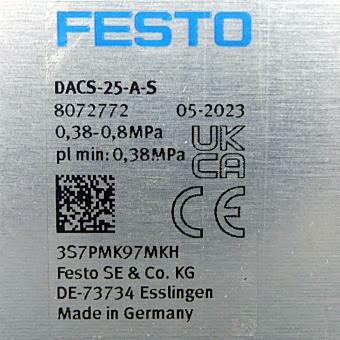 FESTO
DACS-25-A-S
8072772 05-2023
0,38-0,8MPa
pl min: 0,38MPa
UK
CA
CE
3S7PMK97MKH
Festo SE & Co. KG
DE-73734 Esslingen
Made in Germany